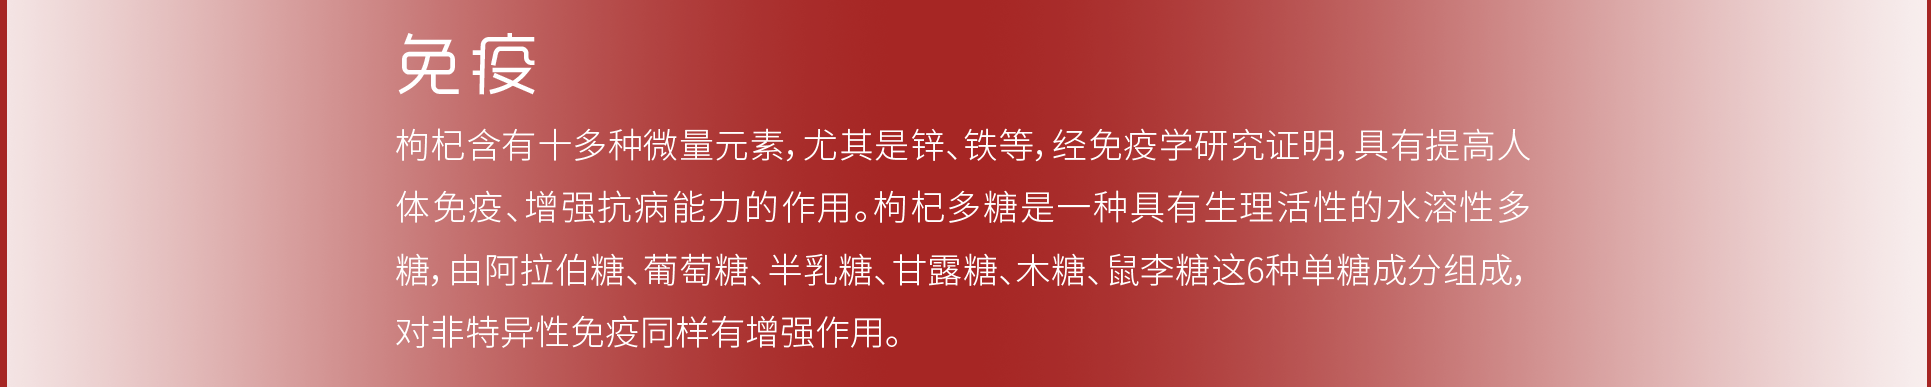 免疫
枸杞含有十多种微量元素，尤其是锌、铁等，经免疫学研究证明，具有提高人
体免疫、增强抗病能力的作用。枸杞多糖是一种具有生理活性的水溶性多
糖，由阿拉伯糖、葡萄糖、半乳糖、甘露糖、木糖、鼠李糖这6种单糖成分组成，
对非特异性免疫同样有增强作用。